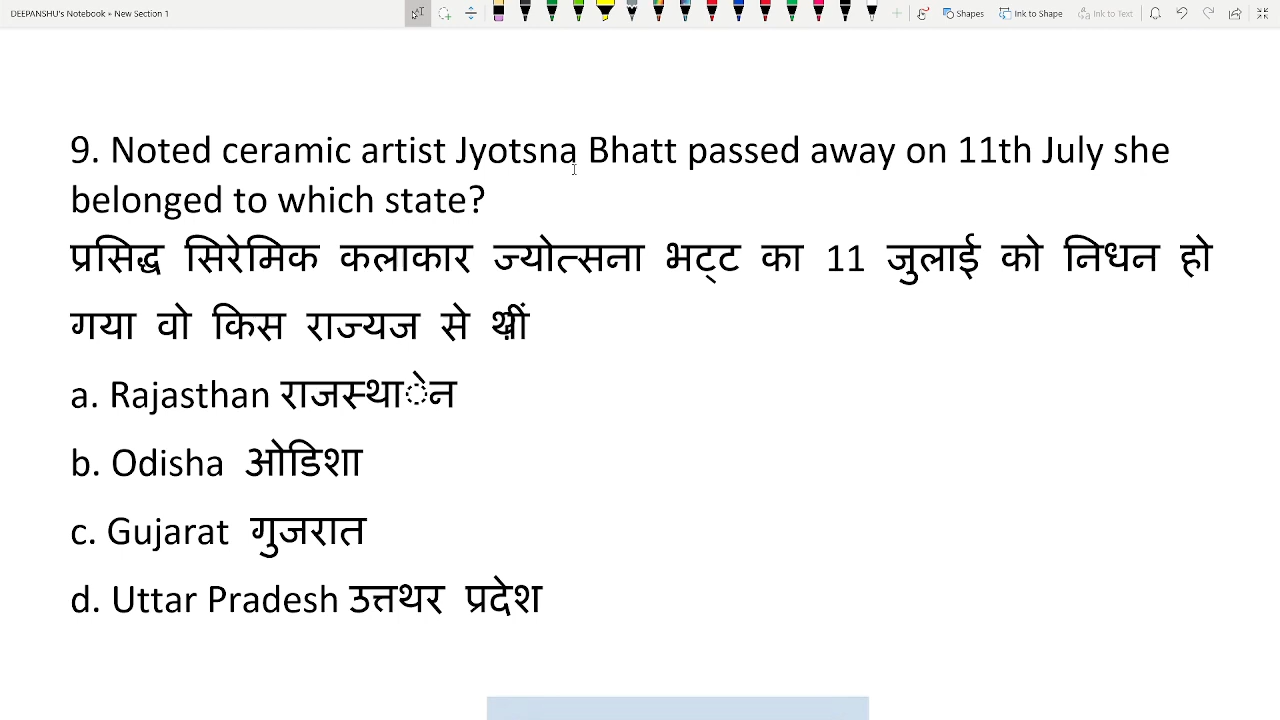 DEEPANSHU's Notebook » New Section 1
Shapes
Ink to Shape
Ink to Text
9. Noted ceramic artist Jyotsna Bhatt passed away on 11th July she
belonged to which state?
प्रसिद्ध सिरेमिक कलाकार ज्योत्सना भट्ट का 11 जुलाई को निधन हो
गया वो किस राज्यज से
a. Rajasthan राजस्थाेन
b. Odisha ओडिशा
c. Gujarat गुजरात
d. Uttar Pradesh उत्तथर प्रदेश